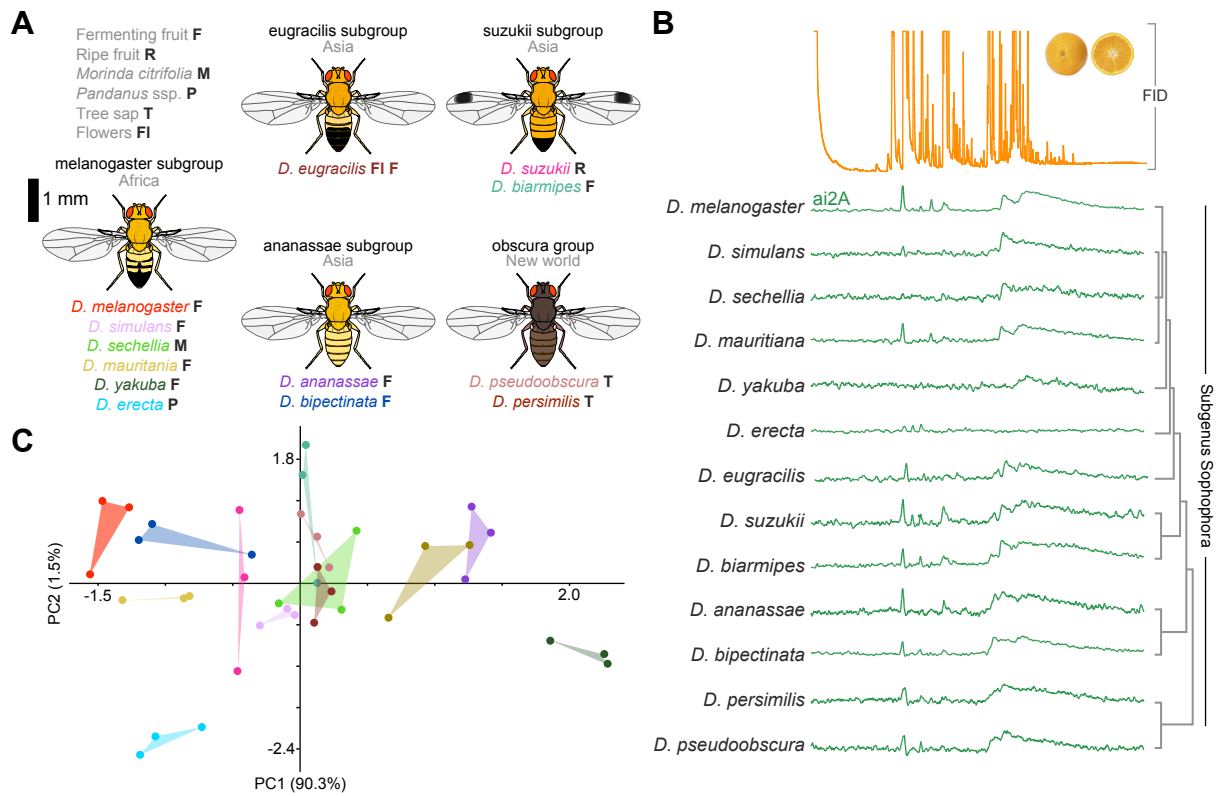 A
Fermenting fruit F
Ripe fruit R
Morinda citrifolia M
Pandanus ssp. P
Tree sap T
Flowers Fl
melanogaster subgroup
Africa
1 mm
D. melanogaster F
D. simulans F
D. sechellia M
D. mauritania F
D. yakuba F
D. erecta P
eugracilis subgroup
Asia
D. eugracilis Fl F
suzukii subgroup
Asia
D. suzukii R
D. biarmipes F
ananassae subgroup
Asia
D. ananassae F
D. bipectinata F
obscura group
New world
D. pseudoobscura T
D. persimilis T
B
FID
ai2A
D. melanogaster
D. simulans
D. sechellia
D. mauritiana
D. yakuba
D. erecta
D. eugracilis
D. suzukii
D. biarmipes
D. ananassae
D. bipectinata
D. persimilis
D. pseudoobscura
Subgenus Sophophora
C
PC2 (1.5%)
1.8
-1.5
2.0
-2.4
PC1 (90.3%)